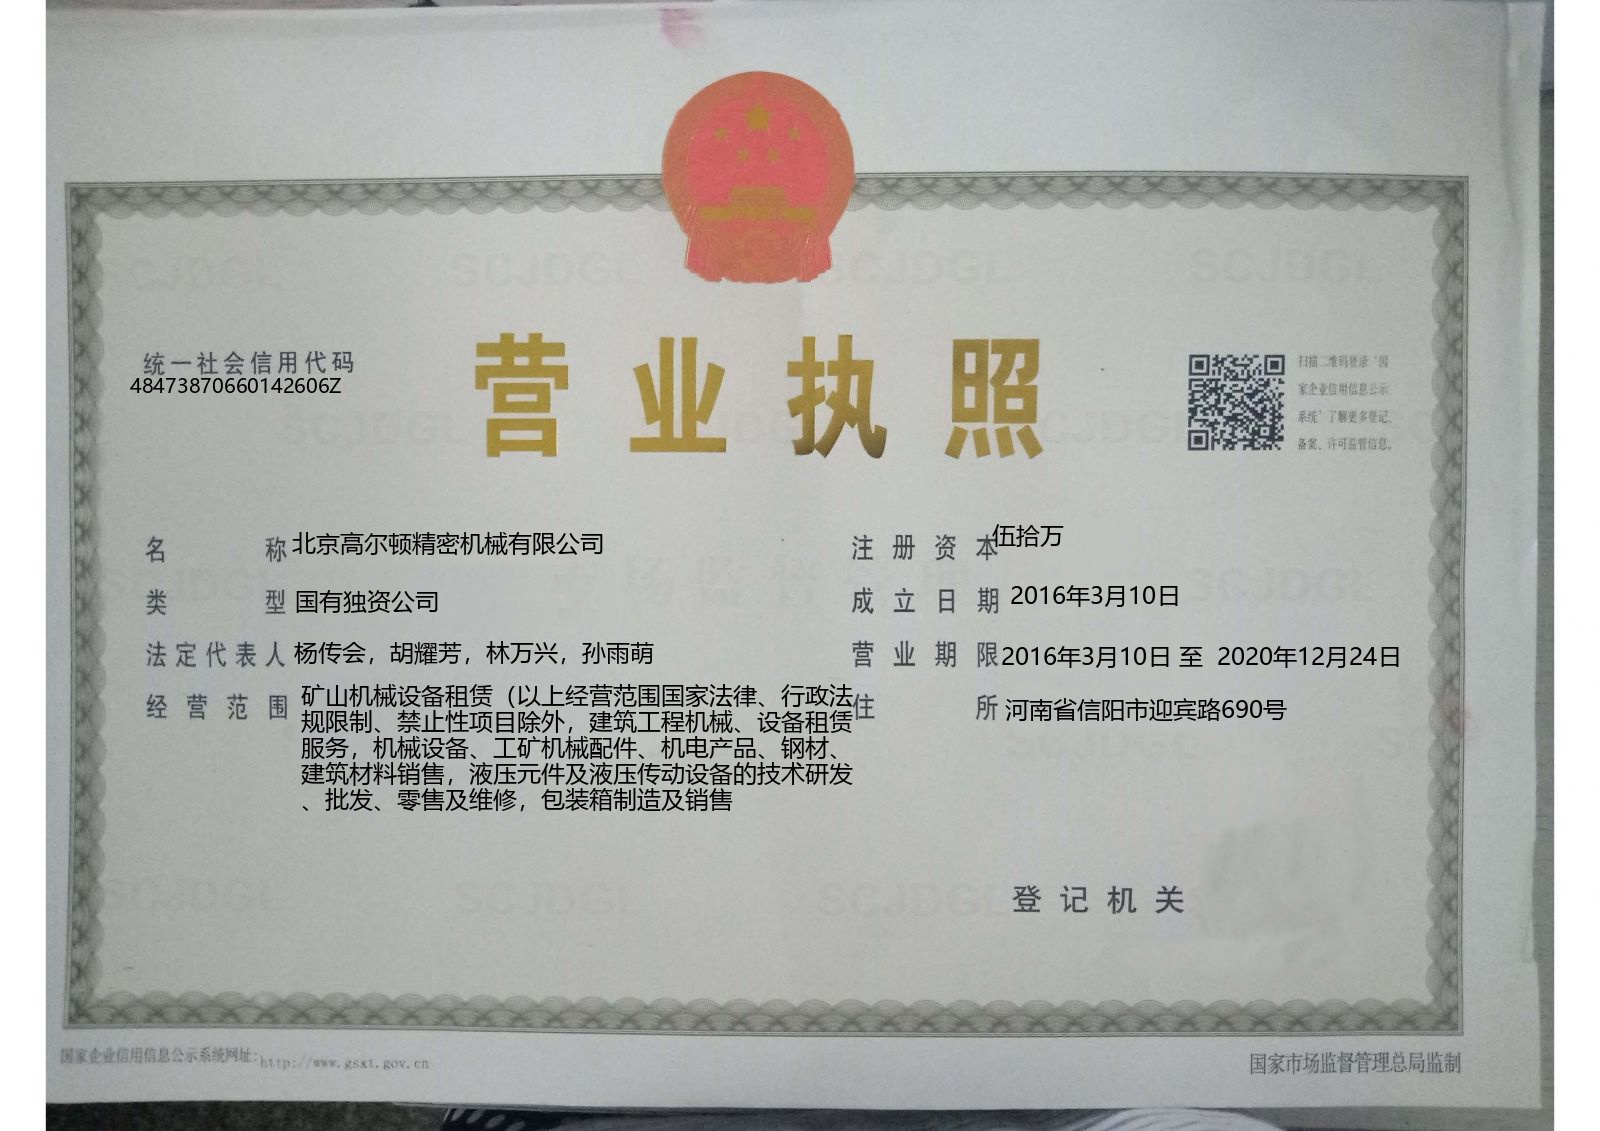 统一社会信用代码
48473870660142606Z
营业执照
扫描二维码登录‘国
家企业信用信息公示
系统’了解更多登记、
备案、许可监管信息。
名称 北京高尔顿精密机械有限公司
类型 国有独资公司
法定代表人 杨传会，胡耀芳，林万兴，孙雨萌
经营范围 矿山机械设备租赁（以上经营范围国家法律、行政法
规限制、禁止性项目除外，建筑工程机械、设备租赁
服务，机械设备、工矿机械配件、机电产品、钢材、
建筑材料销售，液压元件及液压传动设备的技术研发
、批发、零售及维修，包装箱制造及销售
注册资本 伍拾万
成立日期 2016年3月10日
营业期限 2016年3月10日 至 2020年12月24日
住所 河南省信阳市迎宾路690号
登记机关
国家企业信用信息公示系统网址:http://www.gsxt.gov.cn
国家市场监督管理总局监制